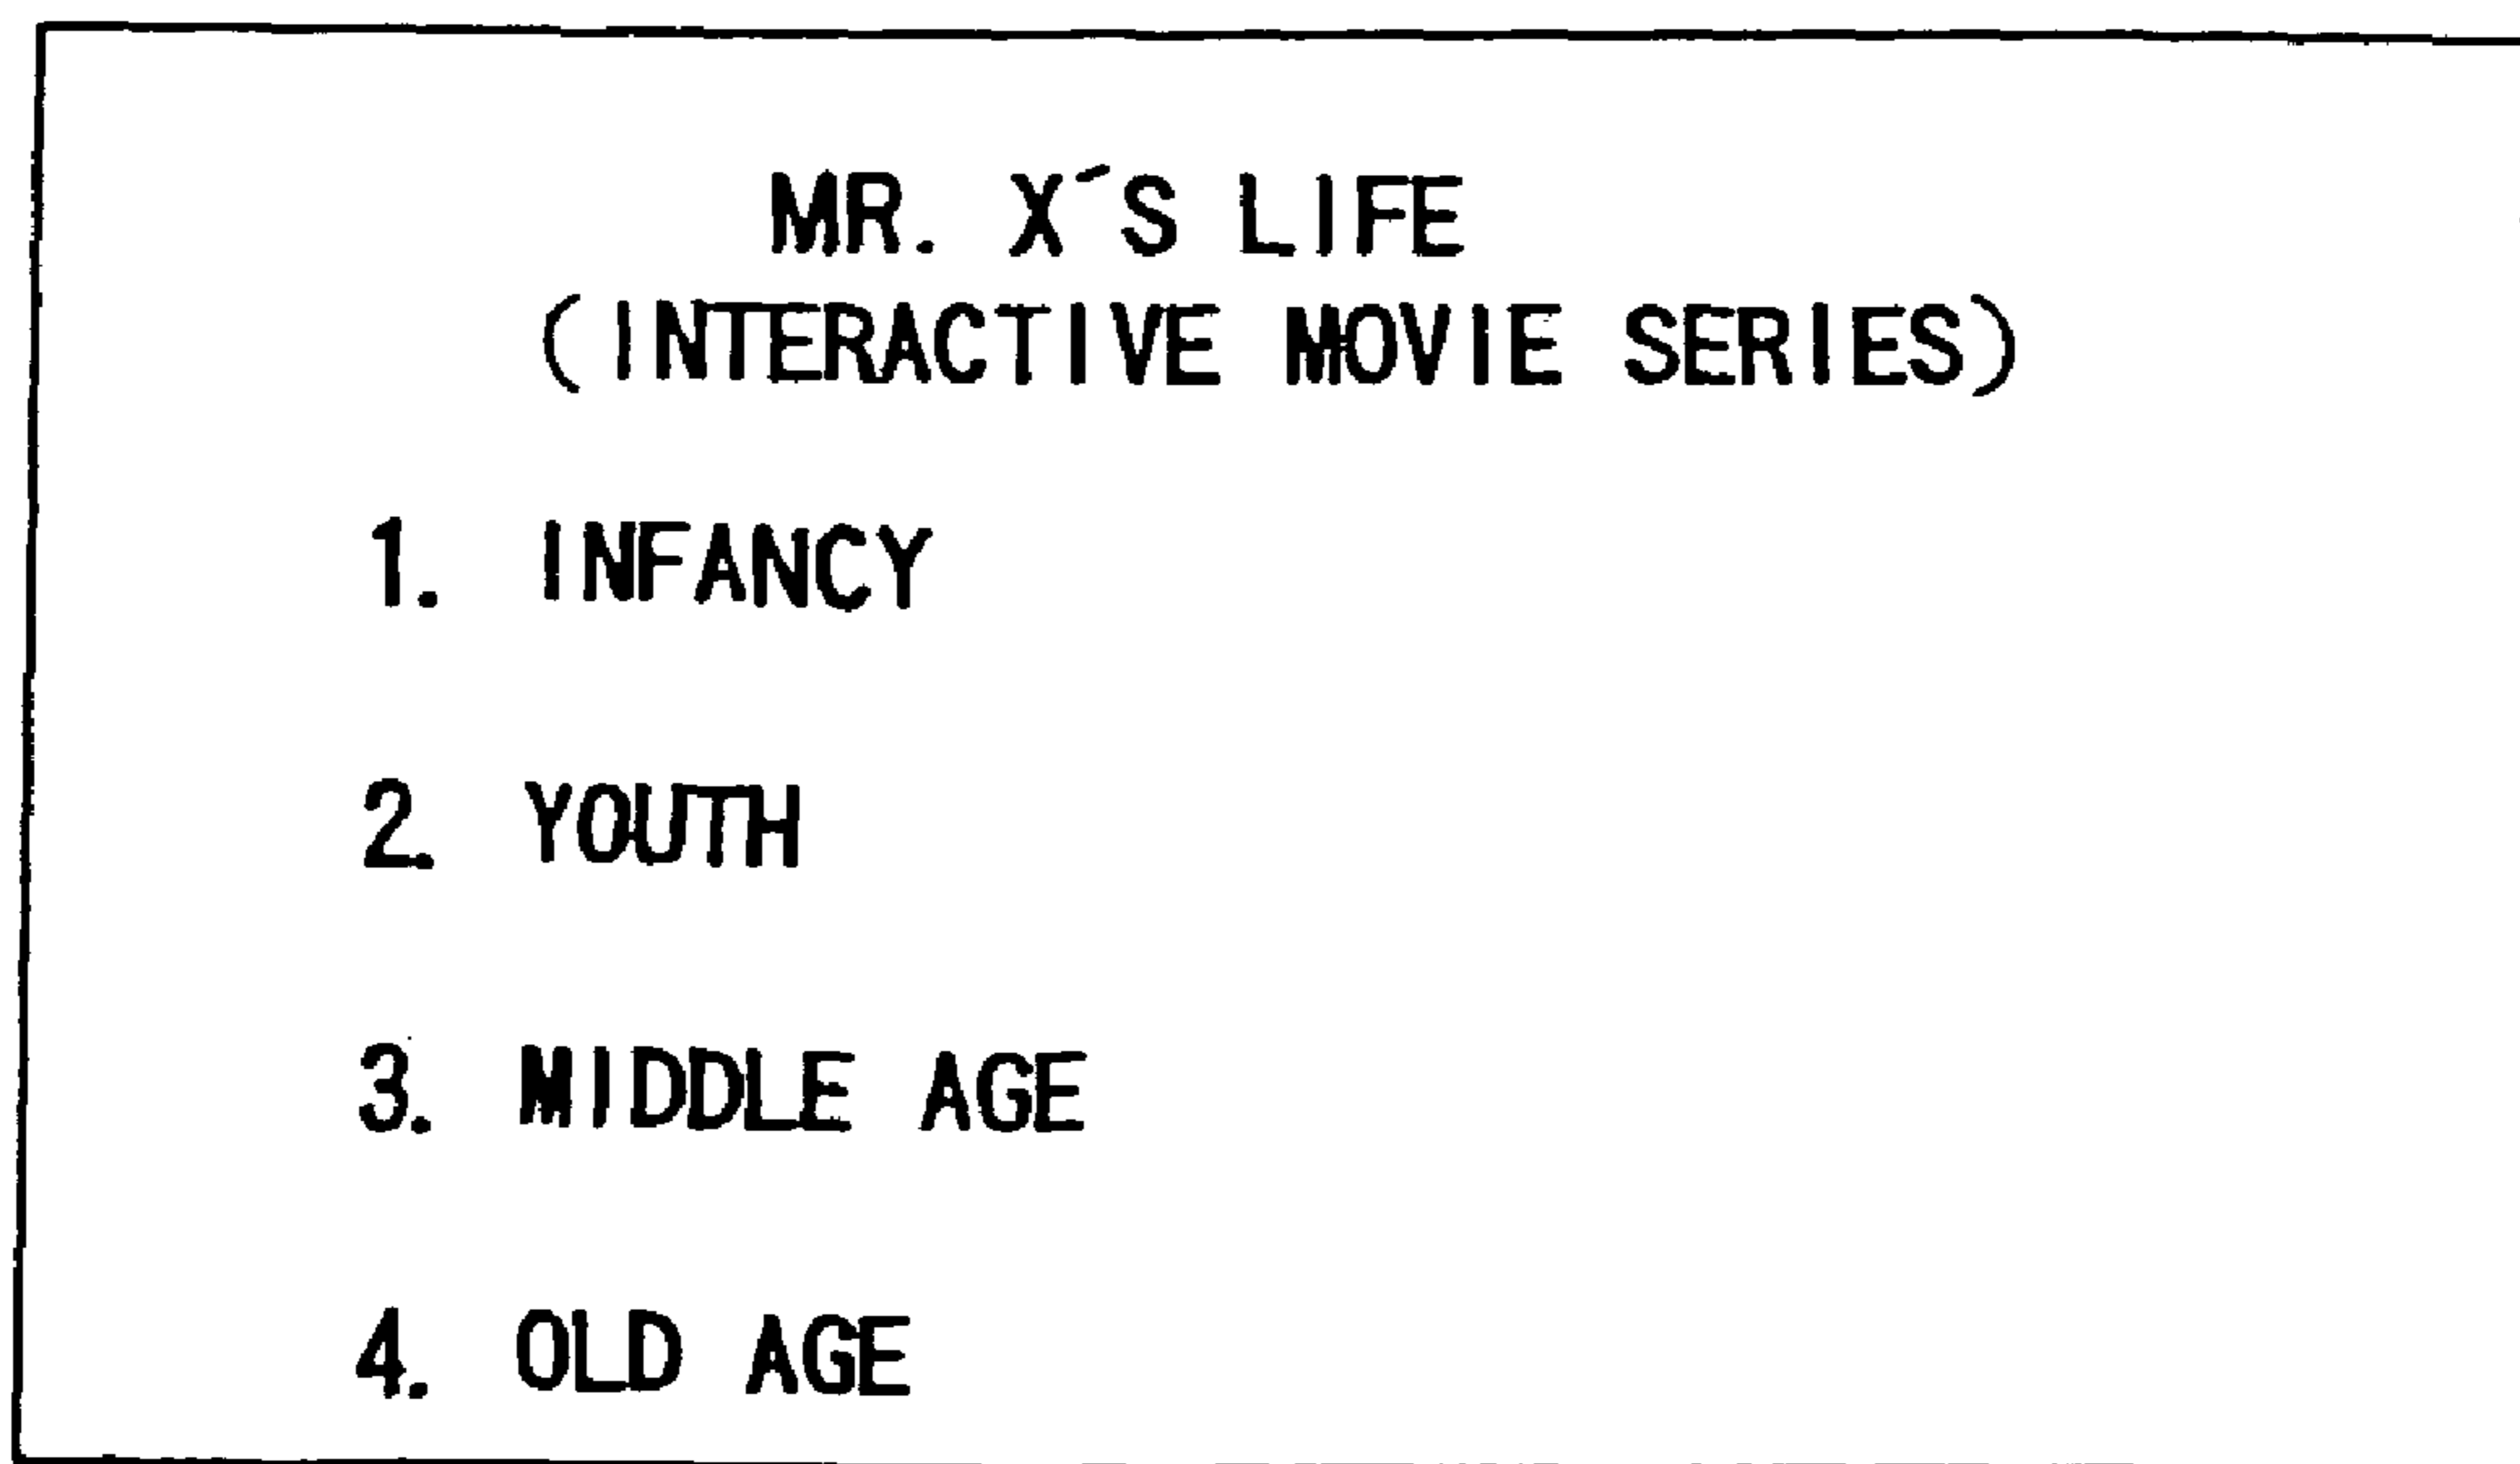 MR. X´S LIFE
(INTERACTIVE MOVIE SERIES)
1. INFANCY
2. YOUTH
3. MIDDLE AGE
4. OLD AGE